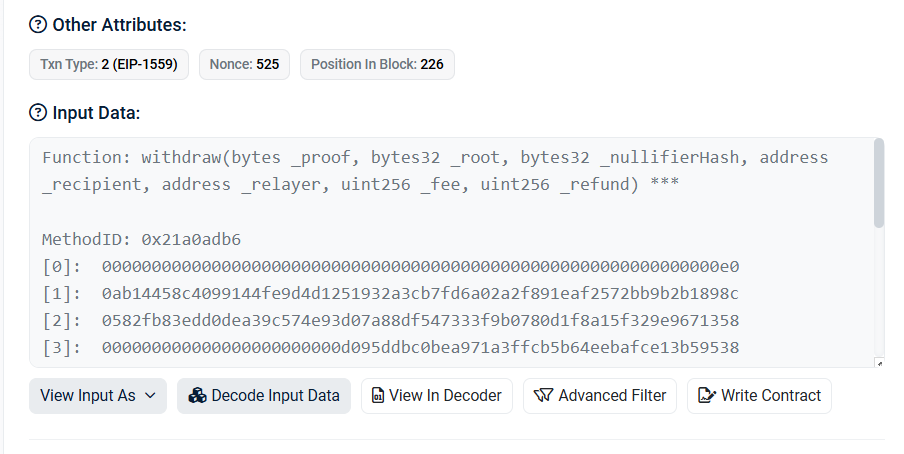 Other Attributes:
Txn Type: 2 (EIP-1559) Nonce: 525 Position In Block: 226
Input Data:
Function: withdraw(bytes _proof, bytes32 _root, bytes32 _nullifierHash, address
_recipient, address _relayer, uint256 _fee, uint256 _refund) ***
MethodID: 0x21a0adb6
[0]: 00000000000000000000000000000000000000000000000000000000000000e0
[1]: 0ab14458c4099144fe9d4d1251932a3cb7fd6a02a2f891eaf2572bb9b2b1898c
[2]: 0582fb83edd0dea39c574e93d07a88df547333f9b0780d1f8a15f329e9671358
[3]: 000000000000000000000000d095ddbc0bea971a3ffcb5b64eebafce13b59538
View Input As Decode Input Data View In Decoder Advanced Filter Write Contract